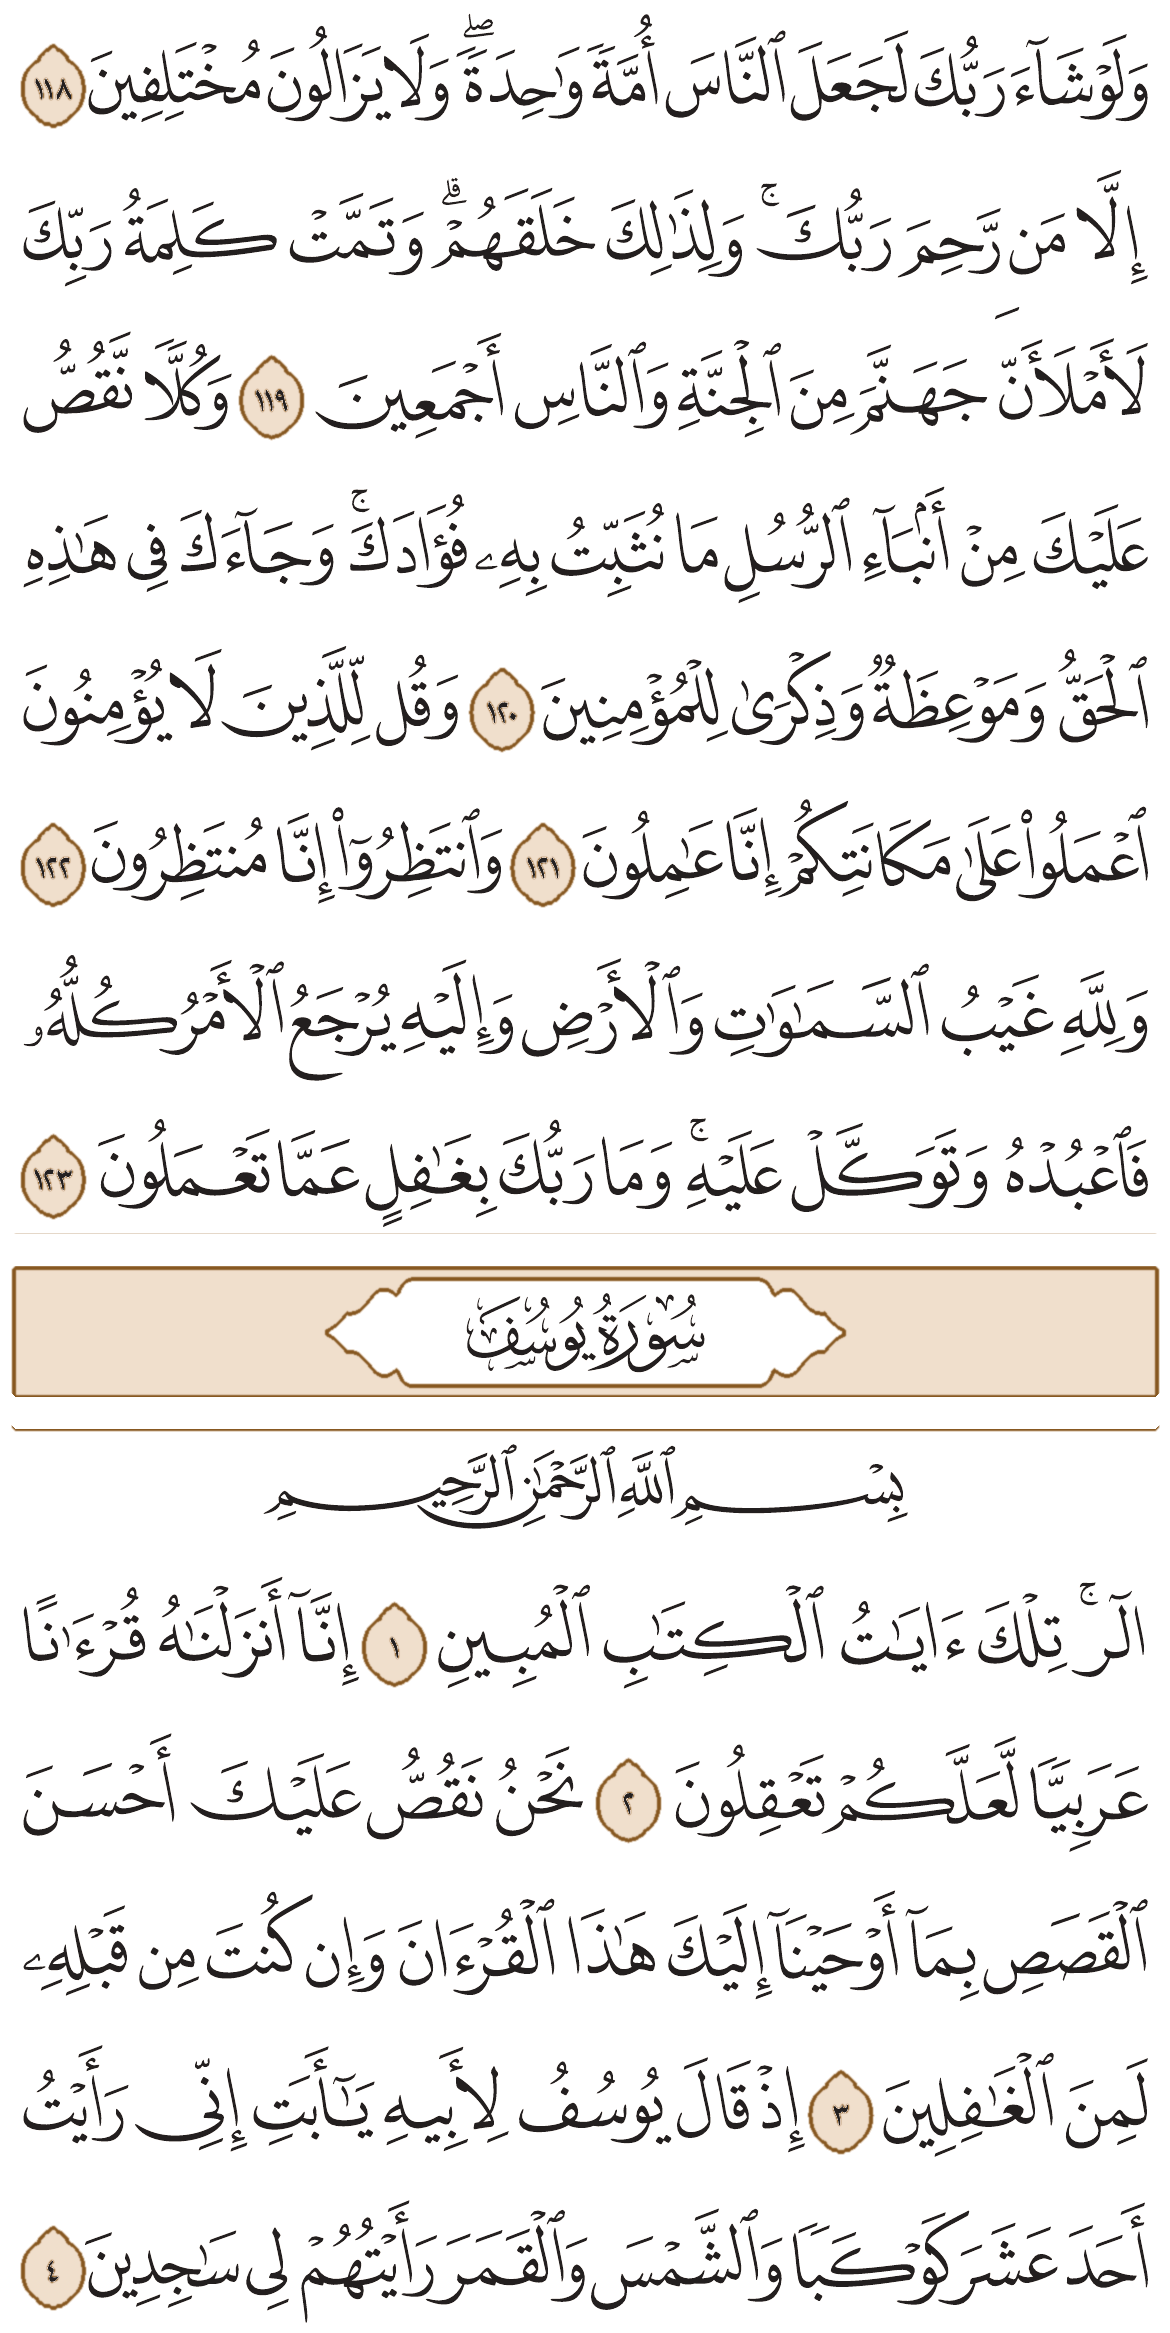 وَلَوْ شَآءَ رَبُّكَ لَجَعَلَ ٱلنَّاسَ أُمَّةً وَٰحِدَةً ۖ وَلَا يَزَالُونَ مُخْتَلِفِينَ ١١٨
إِلَّا مَن رَّحِمَ رَبُّكَ ۚ وَلِذَٰلِكَ خَلَقَهُمْ ۗ وَتَمَّتْ كَلِمَةُ رَبِّكَ
لَأَمْلَأَنَّ جَهَنَّمَ مِنَ ٱلْجِنَّةِ وَٱلنَّاسِ أَجْمَعِينَ ١١٩ وَكُلًّا نَّقُصُّ
عَلَيْكَ مِنْ أَنۢبَآءِ ٱلرُّسُلِ مَا نُثَبِّتُ بِهِۦ فُؤَادَكَ ۚ وَجَآءَكَ فِى هَٰذِهِ
ٱلْحَقُّ وَمَوْعِظَةٌ وَذِكْرَىٰ لِلْمُؤْمِنِينَ ١٢٠ وَقُل لِّلَّذِينَ لَا يُؤْمِنُونَ
ٱعْمَلُوا۟ عَلَىٰ مَكَانَتِكُمْ إِنَّا عَٰمِلُونَ ١٢١ وَٱنتَظِرُوٓا۟ إِنَّا مُنتَظِرُونَ ١٢٢
وَلِلَّهِ غَيْبُ ٱلسَّمَٰوَٰتِ وَٱلْأَرْضِ وَإِلَيْهِ يُرْجَعُ ٱلْأَمْرُ كُلُّهُۥ
فَٱعْبُدْهُ وَتَوَكَّلْ عَلَيْهِ ۚ وَمَا رَبُّكَ بِغَٰفِلٍ عَمَّا تَعْمَلُونَ ١٢٣
سُورَةُ يُوسُفَ
بِسْمِ ٱللَّهِ ٱلرَّحْمَٰنِ ٱلرَّحِيمِ
الٓر ۚ تِلْكَ ءَايَٰتُ ٱلْكِتَٰبِ ٱلْمُبِينِ ١ إِنَّآ أَنزَلْنَٰهُ قُرْءَٰنًا
عَرَبِيًّا لَّعَلَّكُمْ تَعْقِلُونَ ٢ نَحْنُ نَقُصُّ عَلَيْكَ أَحْسَنَ
ٱلْقَصَصِ بِمَآ أَوْحَيْنَآ إِلَيْكَ هَٰذَا ٱلْقُرْءَانَ وَإِن كُنتَ مِن قَبْلِهِۦ
لَمِنَ ٱلْغَٰفِلِينَ ٣ إِذْ قَالَ يُوسُفُ لِأَبِيهِ يَٰٓأَبَتِ إِنِّى رَأَيْتُ
أَحَدَ عَشَرَ كَوْكَبًا وَٱلشَّمْسَ وَٱلْقَمَرَ رَأَيْتُهُمْ لِى سَٰجِدِينَ ٤